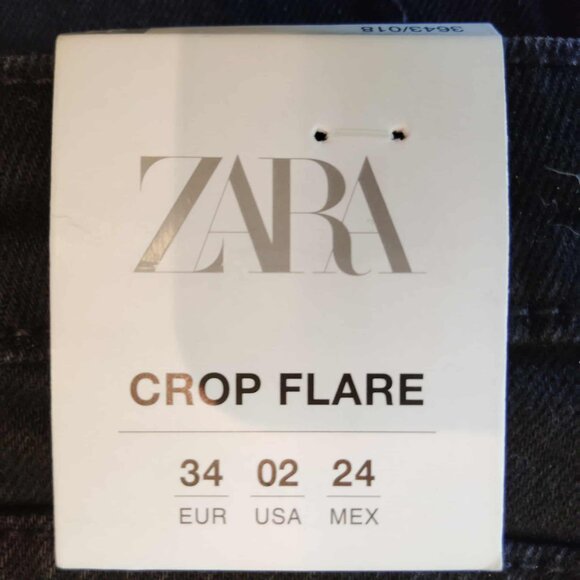 3643/018
ZARA
CROP FLARE
34 02 24
EUR USA MEX